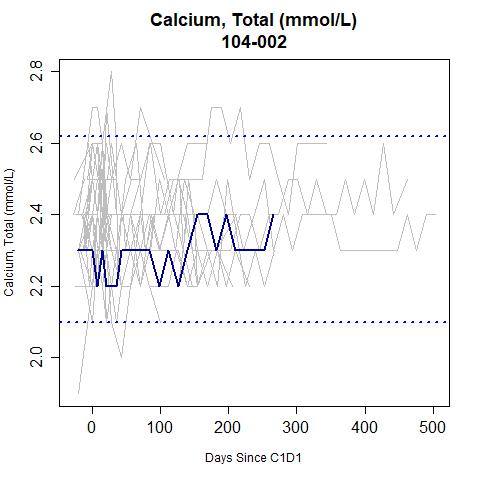 Calcium, Total (mmol/L)
104-002
Calcium, Total (mmol/L)
2.8
2.6
2.4
2.2
2.0
0 100 200 300 400 500
Days Since C1D1